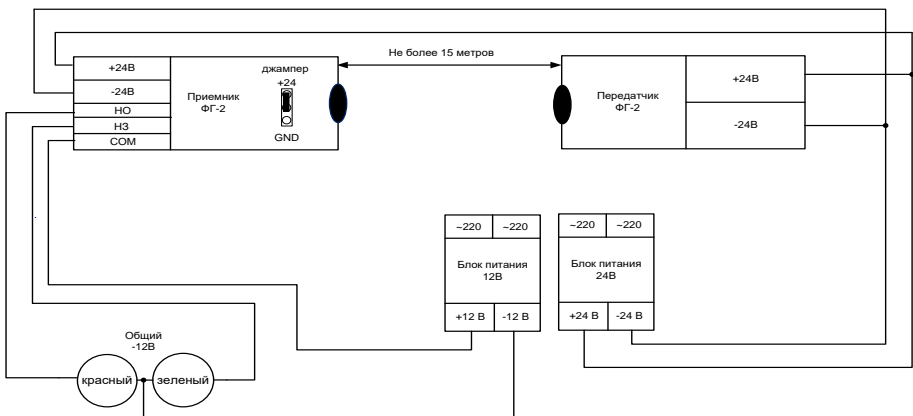 Не более 15 метров
+24В
-24В
НО
НЗ
COM
Приемник
ФГ-2
джампер
+24
GND
Передатчик
ФГ-2
+24В
-24В
~220 ~220
Блок питания
12В
+12 В -12 В
~220 ~220
Блок питания
24В
+24 В -24 В
Общий
-12В
красный
зеленый